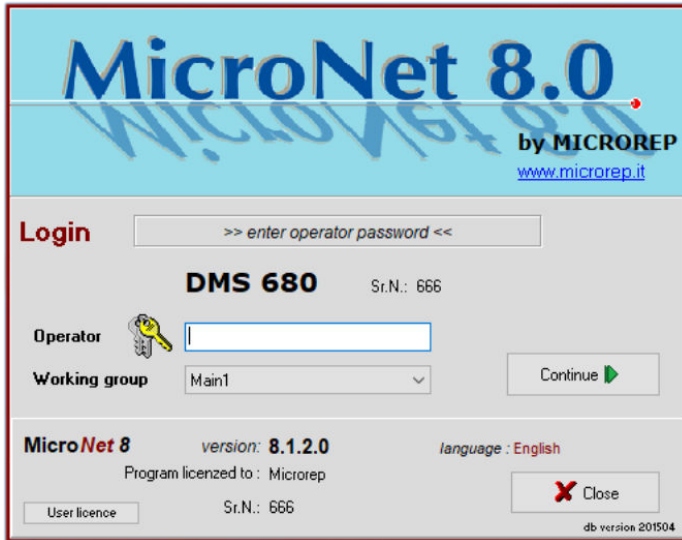 MicroNet 8.0
by MICROREP
www.microrep.it
Login >> enter operator password <<
DMS 680 Sr.N.: 666
Operator
Working group Main1 Continue
MicroNet 8 version: 8.1.2.0 language : English
Program licenzed to : Microrep
Close
User licence Sr.N.: 666
db version 201504